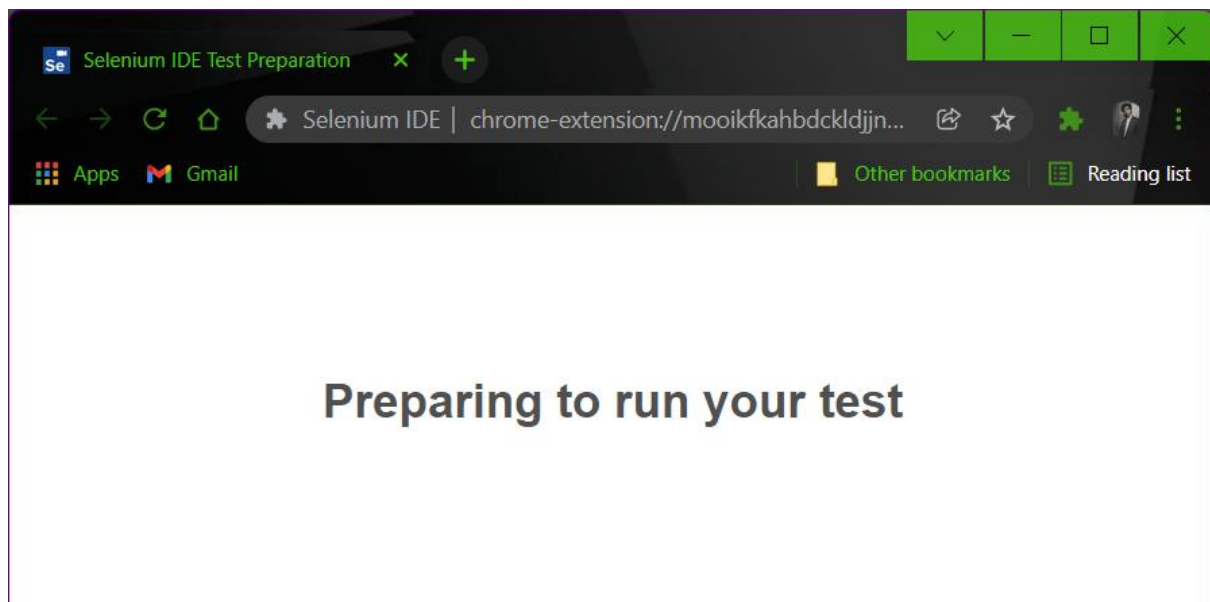 Se Selenium IDE Test Preparation
Selenium IDE | chrome-extension://mooikfkahbdckldjjn...
Apps Gmail Other bookmarks Reading list
Preparing to run your test